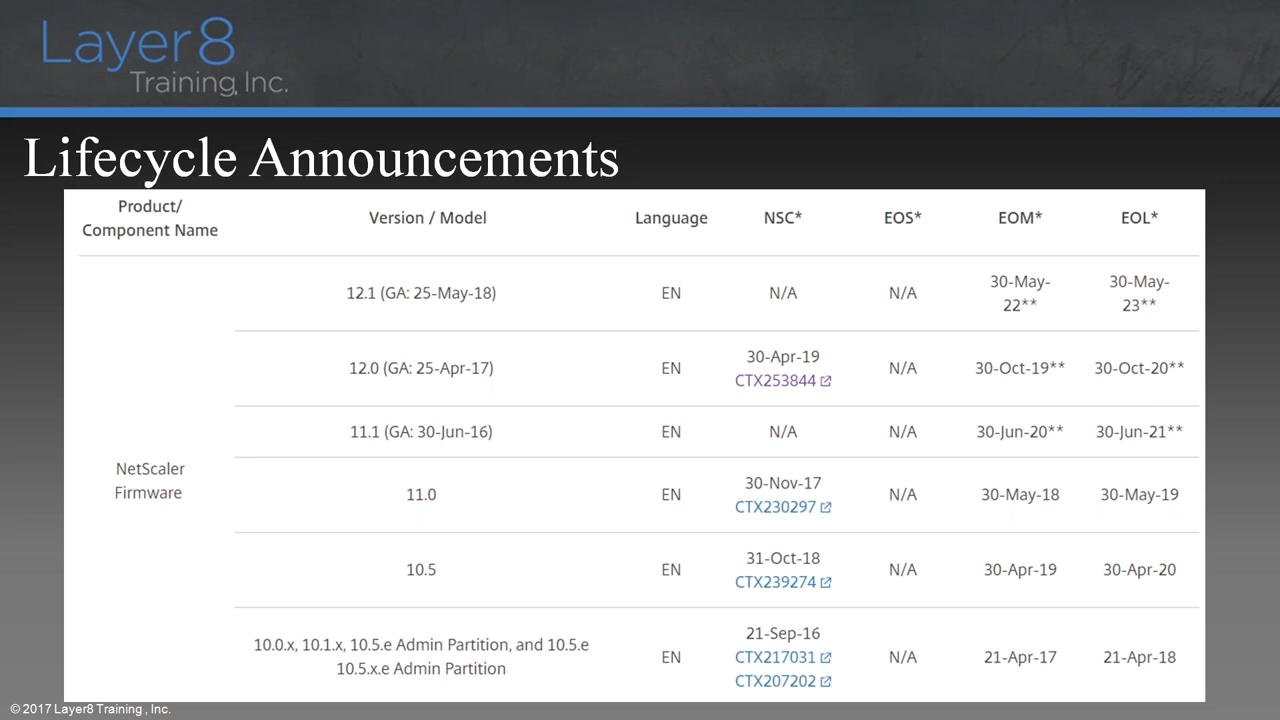 Layer8
Training, Inc.
Lifecycle Announcements
Product/
Component Name
Version / Model
Language
NSC*
EOS*
EOM*
EOL*
12.1 (GA: 25-May-18)
EN
N/A
N/A
30-May-
22**
30-May-
23**
12.0 (GA: 25-Apr-17)
EN
30-Apr-19
CTX253844
N/A
30-Oct-19**
30-Oct-20**
11.1 (GA: 30-Jun-16)
EN
N/A
N/A
30-Jun-20**
30-Jun-21**
NetScaler
Firmware
11.0
EN
30-Nov-17
CTX230297
N/A
30-May-18
30-May-19
10.5
EN
31-Oct-18
CTX239274
N/A
30-Apr-19
30-Apr-20
10.0.x, 10.1.x, 10.5.e Admin Partition, and 10.5.e
10.5.x.e Admin Partition
EN
21-Sep-16
CTX217031
CTX207202
N/A
21-Apr-17
21-Apr-18
© 2017 Layer8 Training , Inc.